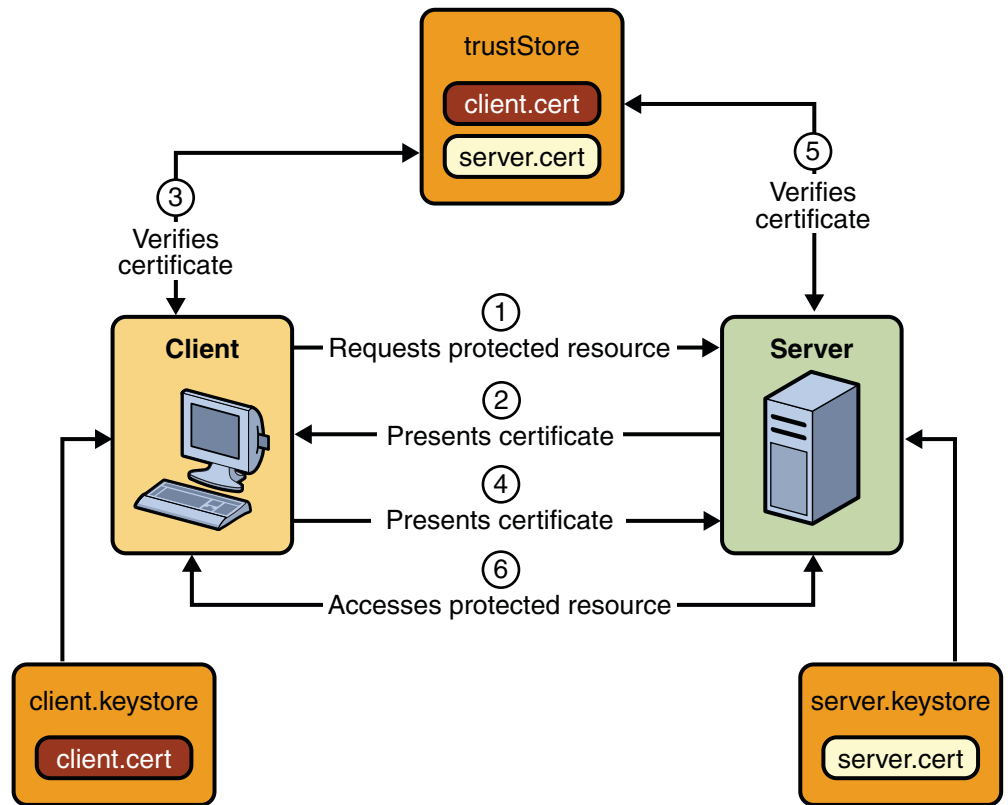 trustStore
client.cert
server.cert
3
Verifies
certificate
5
Verifies
certificate
Client
1
Requests protected resource
Server
2
Presents certificate
4
Presents certificate
6
Accesses protected resource
client.keystore
client.cert
server.keystore
server.cert